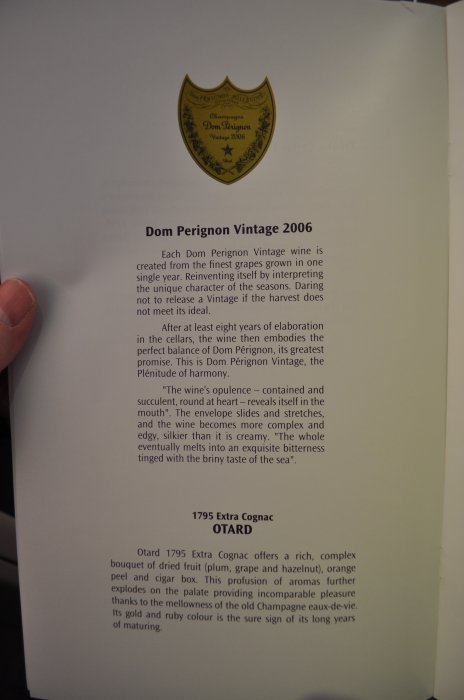 Champagne
Dom Pérignon
Vintage 2006
Dom Perignon Vintage 2006
Each Dom Perignon Vintage wine is
created from the finest grapes grown in one
single year. Reinventing itself by interpreting
the unique character of the seasons. Daring
not to release a Vintage if the harvest does
not meet its ideal.
After at least eight years of elaboration
in the cellars, the wine then embodies the
perfect balance of Dom Pérignon, its greatest
promise. This is Dom Pérignon Vintage, the
Plénitude of harmony.
"The wine's opulence – contained and
succulent, round at heart – reveals itself in the
mouth". The envelope slides and stretches,
and the wine becomes more complex and
edgy, silkier than it is creamy. "The whole
eventually melts into an exquisite bitterness
tinged with the briny taste of the sea".
1795 Extra Cognac
OTARD
Otard 1795 Extra Cognac offers a rich, complex
bouquet of dried fruit (plum, grape and hazelnut), orange
peel and cigar box. This profusion of aromas further
explodes on the palate providing incomparable pleasure
thanks to the mellowness of the old Champagne eaux-de-vie.
Its gold and ruby colour is the sure sign of its long years
of maturing.